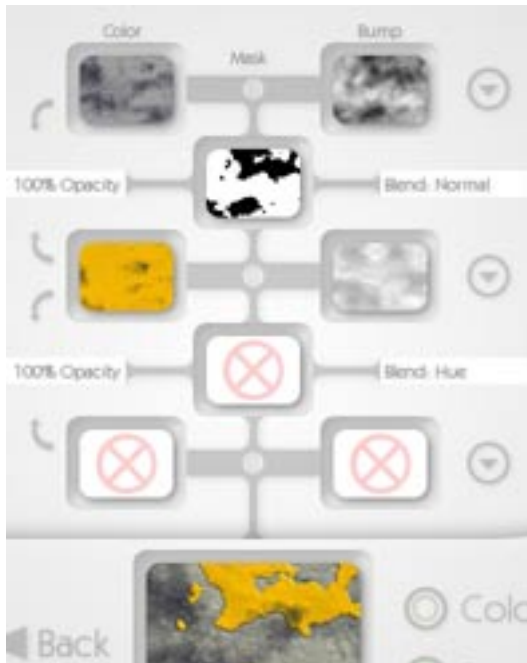 Color
Mask
Bump
100% Opacity
Blend: Normal
100% Opacity
Blend: Hue
Back
Colo